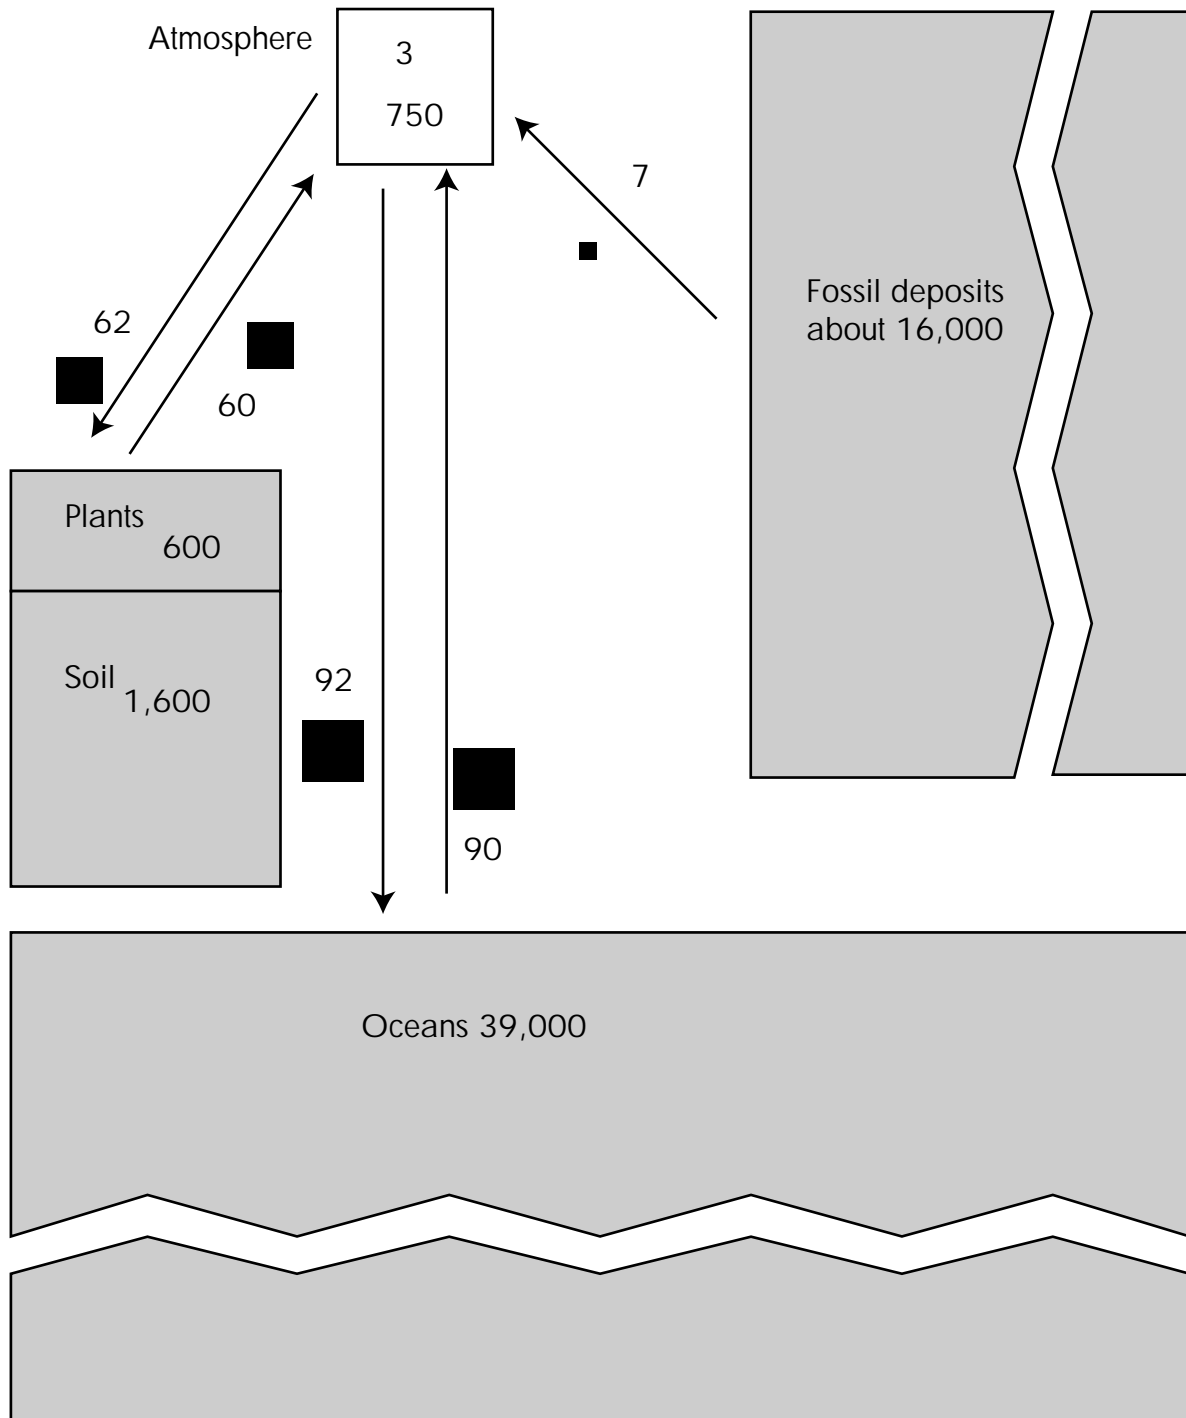 Atmosphere
3
750
7
Fossil deposits
about 16,000
62
60
Plants
600
Soil
1,600
92
90
Oceans 39,000